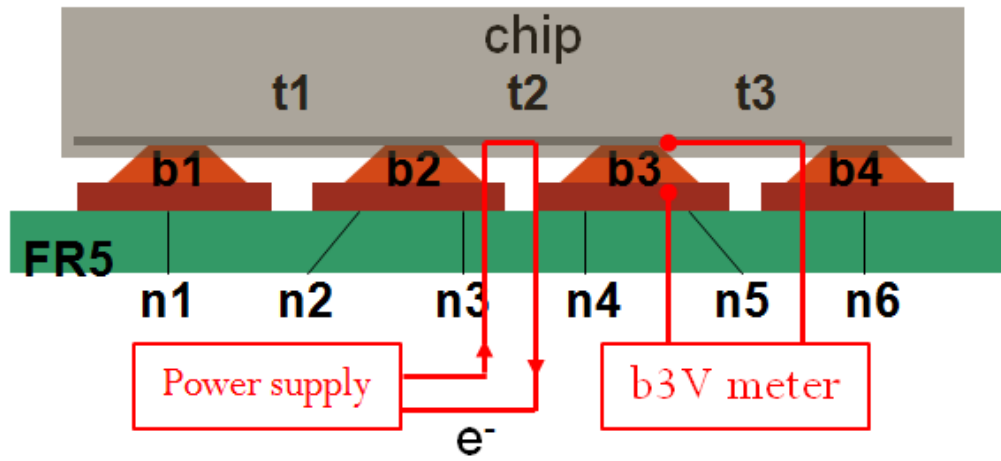 chip
t1 t2 t3
b1 b2 b3 b4
FR5
n1 n2 n3 n4 n5 n6
Power supply b3V meter
e-